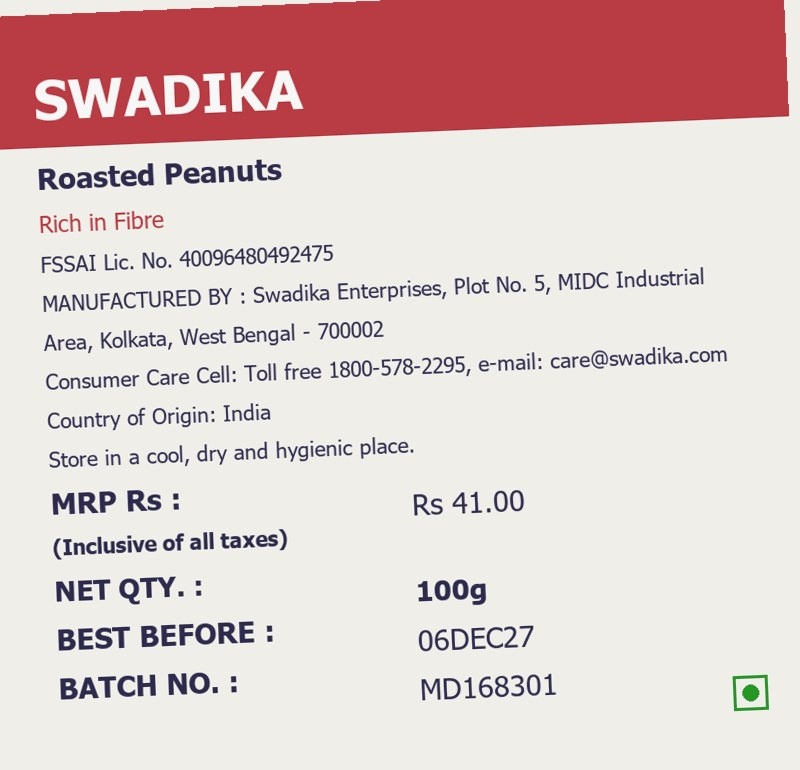 SWADIKA
Roasted Peanuts
Rich in Fibre
FSSAI Lic. No. 40096480492475
MANUFACTURED BY : Swadika Enterprises, Plot No. 5, MIDC Industrial
Area, Kolkata, West Bengal - 700002
Consumer Care Cell: Toll free 1800-578-2295, e-mail: care@swadika.com
Country of Origin: India
Store in a cool, dry and hygienic place.
MRP Rs : Rs 41.00
(Inclusive of all taxes)
NET QTY. : 100g
BEST BEFORE : 06DEC27
BATCH NO. : MD168301